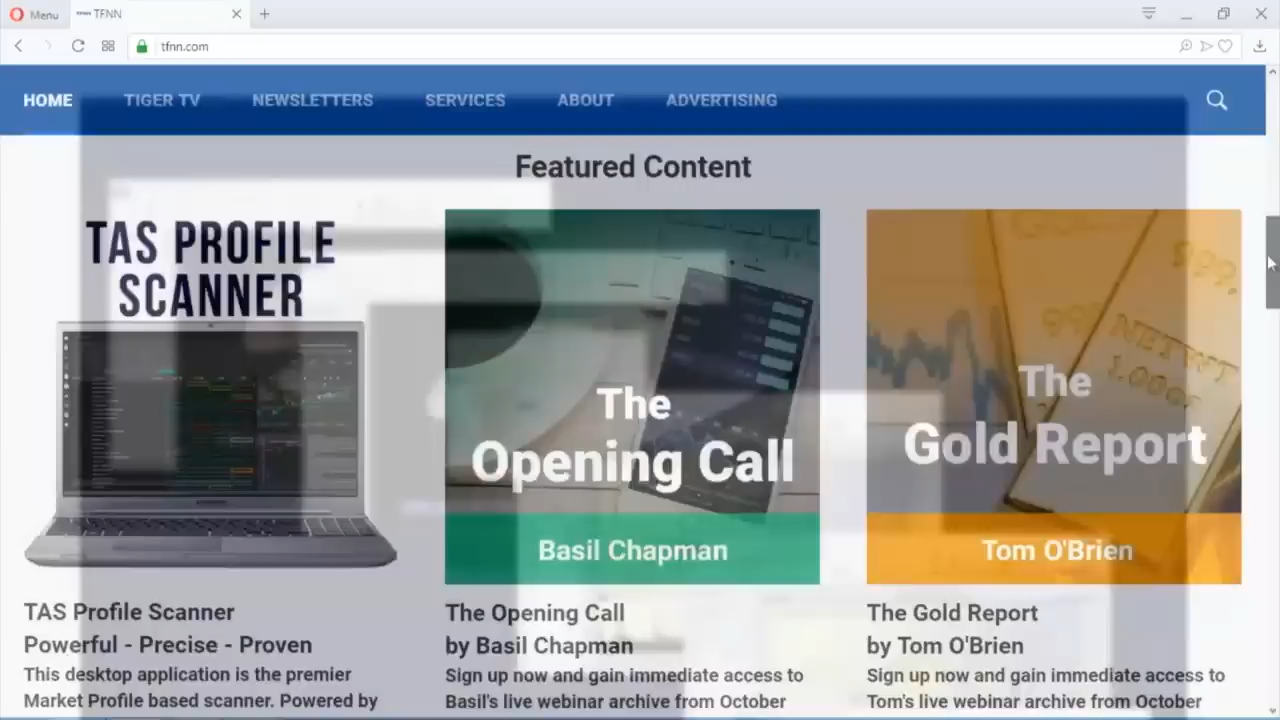 Menu
TFNN
tfnn.com
HOME
TIGER TV
NEWSLETTERS
SERVICES
ABOUT
ADVERTISING
Featured Content
TAS PROFILE
SCANNER
The
Opening Call
Basil Chapman
The
Gold Report
Tom O'Brien
TAS Profile Scanner
Powerful - Precise - Proven
This desktop application is the premier
Market Profile based scanner. Powered by
The Opening Call
by Basil Chapman
Sign up now and gain immediate access to
Basil's live webinar archive from October
The Gold Report
by Tom O'Brien
Sign up now and gain immediate access to
Tom's live webinar archive from October